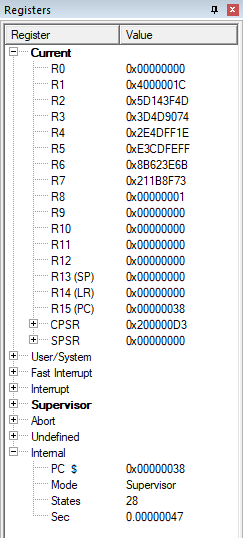 Registers
Register Value
Current
R0 0x00000000
R1 0x4000001C
R2 0x5D143F4D
R3 0x3D4D9074
R4 0x2E4DFF1E
R5 0xE3CDFEFF
R6 0x8B623E6B
R7 0x211B8F73
R8 0x00000001
R9 0x00000000
R10 0x00000000
R11 0x00000000
R12 0x00000000
R13 (SP) 0x00000000
R14 (LR) 0x00000000
R15 (PC) 0x00000038
CPSR 0x200000D3
SPSR 0x00000000
User/System
Fast Interrupt
Interrupt
Supervisor
Abort
Undefined
Internal
PC $ 0x00000038
Mode Supervisor
States 28
Sec 0.00000047